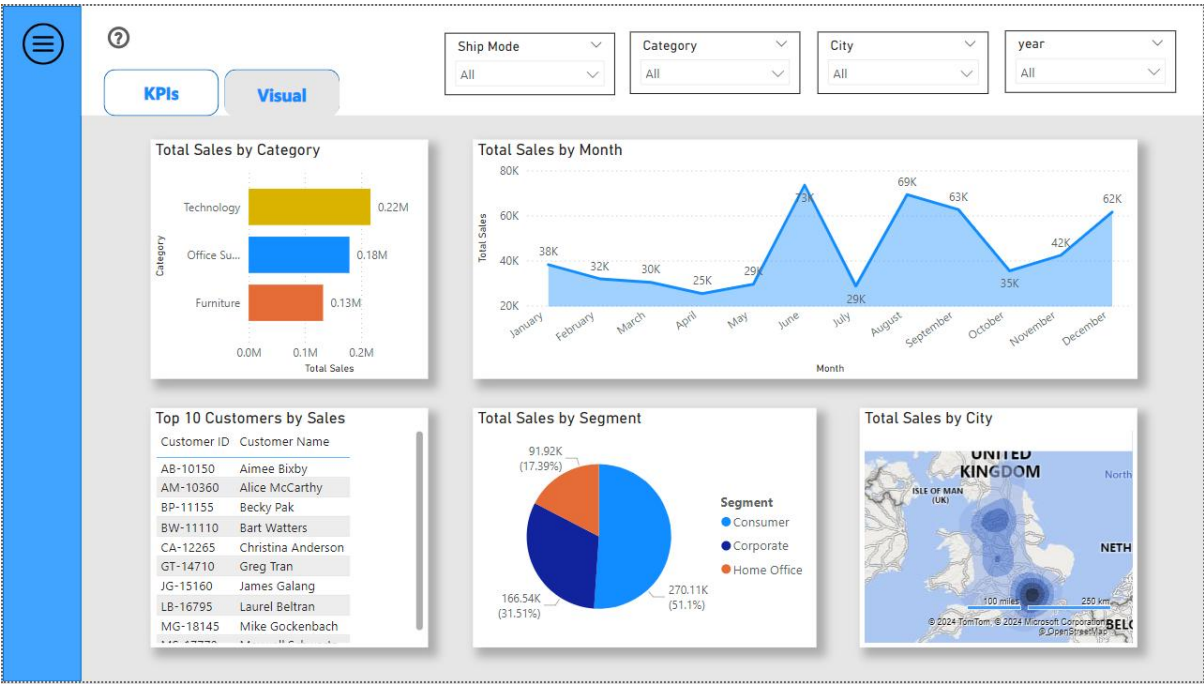 Ship Mode
All
Category
All
City
All
year
All
KPIs
Visual
Total Sales by Category
Category
Technology 0.22M
Office Su... 0.18M
Furniture 0.13M
0.0M 0.1M 0.2M
Total Sales
Total Sales by Month
Total Sales
80K
60K
40K
20K
38K
32K
30K
25K
29K
73K
29K
69K
63K
35K
42K
62K
January February March April May June July August September October November December
Month
Top 10 Customers by Sales
Customer ID Customer Name
AB-10150 Aimee Bixby
AM-10360 Alice McCarthy
BP-11155 Becky Pak
BW-11110 Bart Watters
CA-12265 Christina Anderson
GT-14710 Greg Tran
JG-15160 James Galang
LB-16795 Laurel Beltran
MG-18145 Mike Gockenbach
Total Sales by Segment
91.92K
(17.39%)
166.54K
(31.51%)
270.11K
(51.1%)
Segment
Consumer
Corporate
Home Office
Total Sales by City
UNITED
KINGDOM
North
ISLE OF MAN
(UK)
NETH
100 miles 250 km
BELG
© 2024 TomTom, © 2024 Microsoft Corporation
© OpenStreetMap